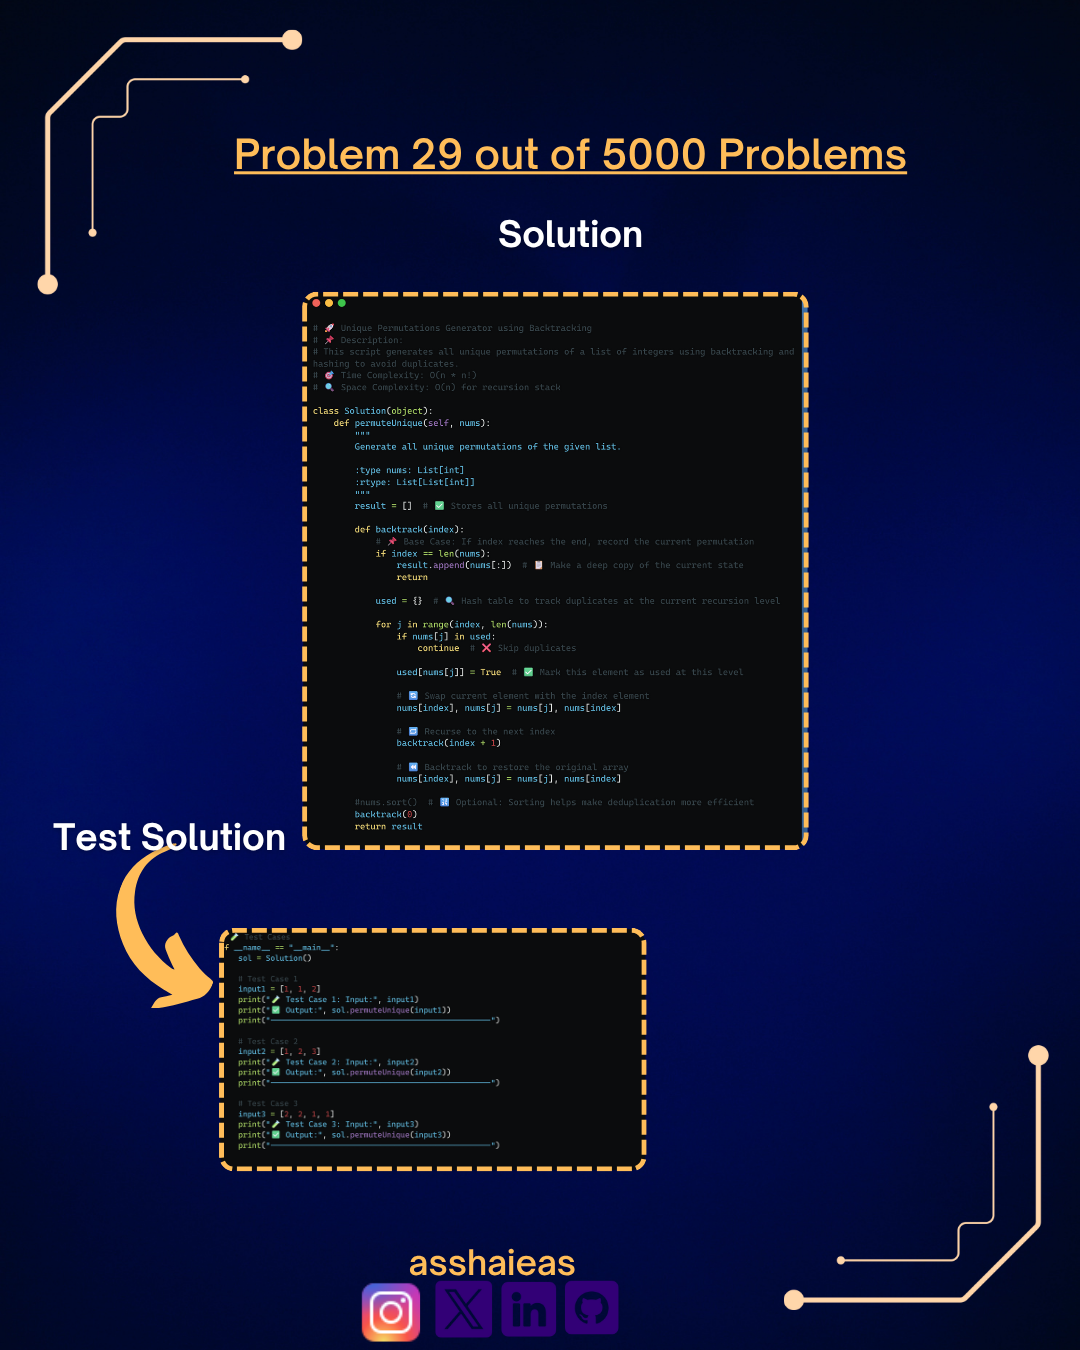 Problem 29 out of 5000 Problems
Solution
# 🚀 Unique Permutations Generator using Backtracking
# 📌 Description:
# This script generates all unique permutations of a list of integers using backtracking and
hashing to avoid duplicates.
# 🎯 Time Complexity: O(n * n!)
# 🔍 Space Complexity: O(n) for recursion stack
class Solution(object):
def permuteUnique(self, nums):
"""
Generate all unique permutations of the given list.
:type nums: List[int]
:rtype: List[List[int]]
"""
result = []  # ✅ Stores all unique permutations
def backtrack(index):
# 📌 Base Case: If index reaches the end, record the current permutation
if index == len(nums):
result.append(nums[:])  # 📋 Make a deep copy of the current state
return
used = {}  # 🔍 Hash table to track duplicates at the current recursion level
for j in range(index, len(nums)):
if nums[j] in used:
continue  # ❌ Skip duplicates
used[nums[j]] = True  # ✅ Mark this element as used at this level
# 🔄 Swap current element with the index element
nums[index], nums[j] = nums[j], nums[index]
# 🔁 Recurse to the next index
backtrack(index + 1)
# ⏪ Backtrack to restore the original array
nums[index], nums[j] = nums[j], nums[index]
#nums.sort()  # 🔃 Optional: Sorting helps make deduplication more efficient
backtrack(0)
return result
Test Solution
🧪 Test Cases
f __name__ == "__main__":
sol = Solution()
# Test Case 1
input1 = [1, 1, 2]
print("🧪 Test Case 1: Input:", input1)
print("✅ Output:", sol.permuteUnique(input1))
print("──────────────────────────────")
# Test Case 2
input2 = [1, 2, 3]
print("🧪 Test Case 2: Input:", input2)
print("✅ Output:", sol.permuteUnique(input2))
print("──────────────────────────────")
# Test Case 3
input3 = [2, 2, 1, 1]
print("🧪 Test Case 3: Input:", input3)
print("✅ Output:", sol.permuteUnique(input3))
print("──────────────────────────────")
asshaieas